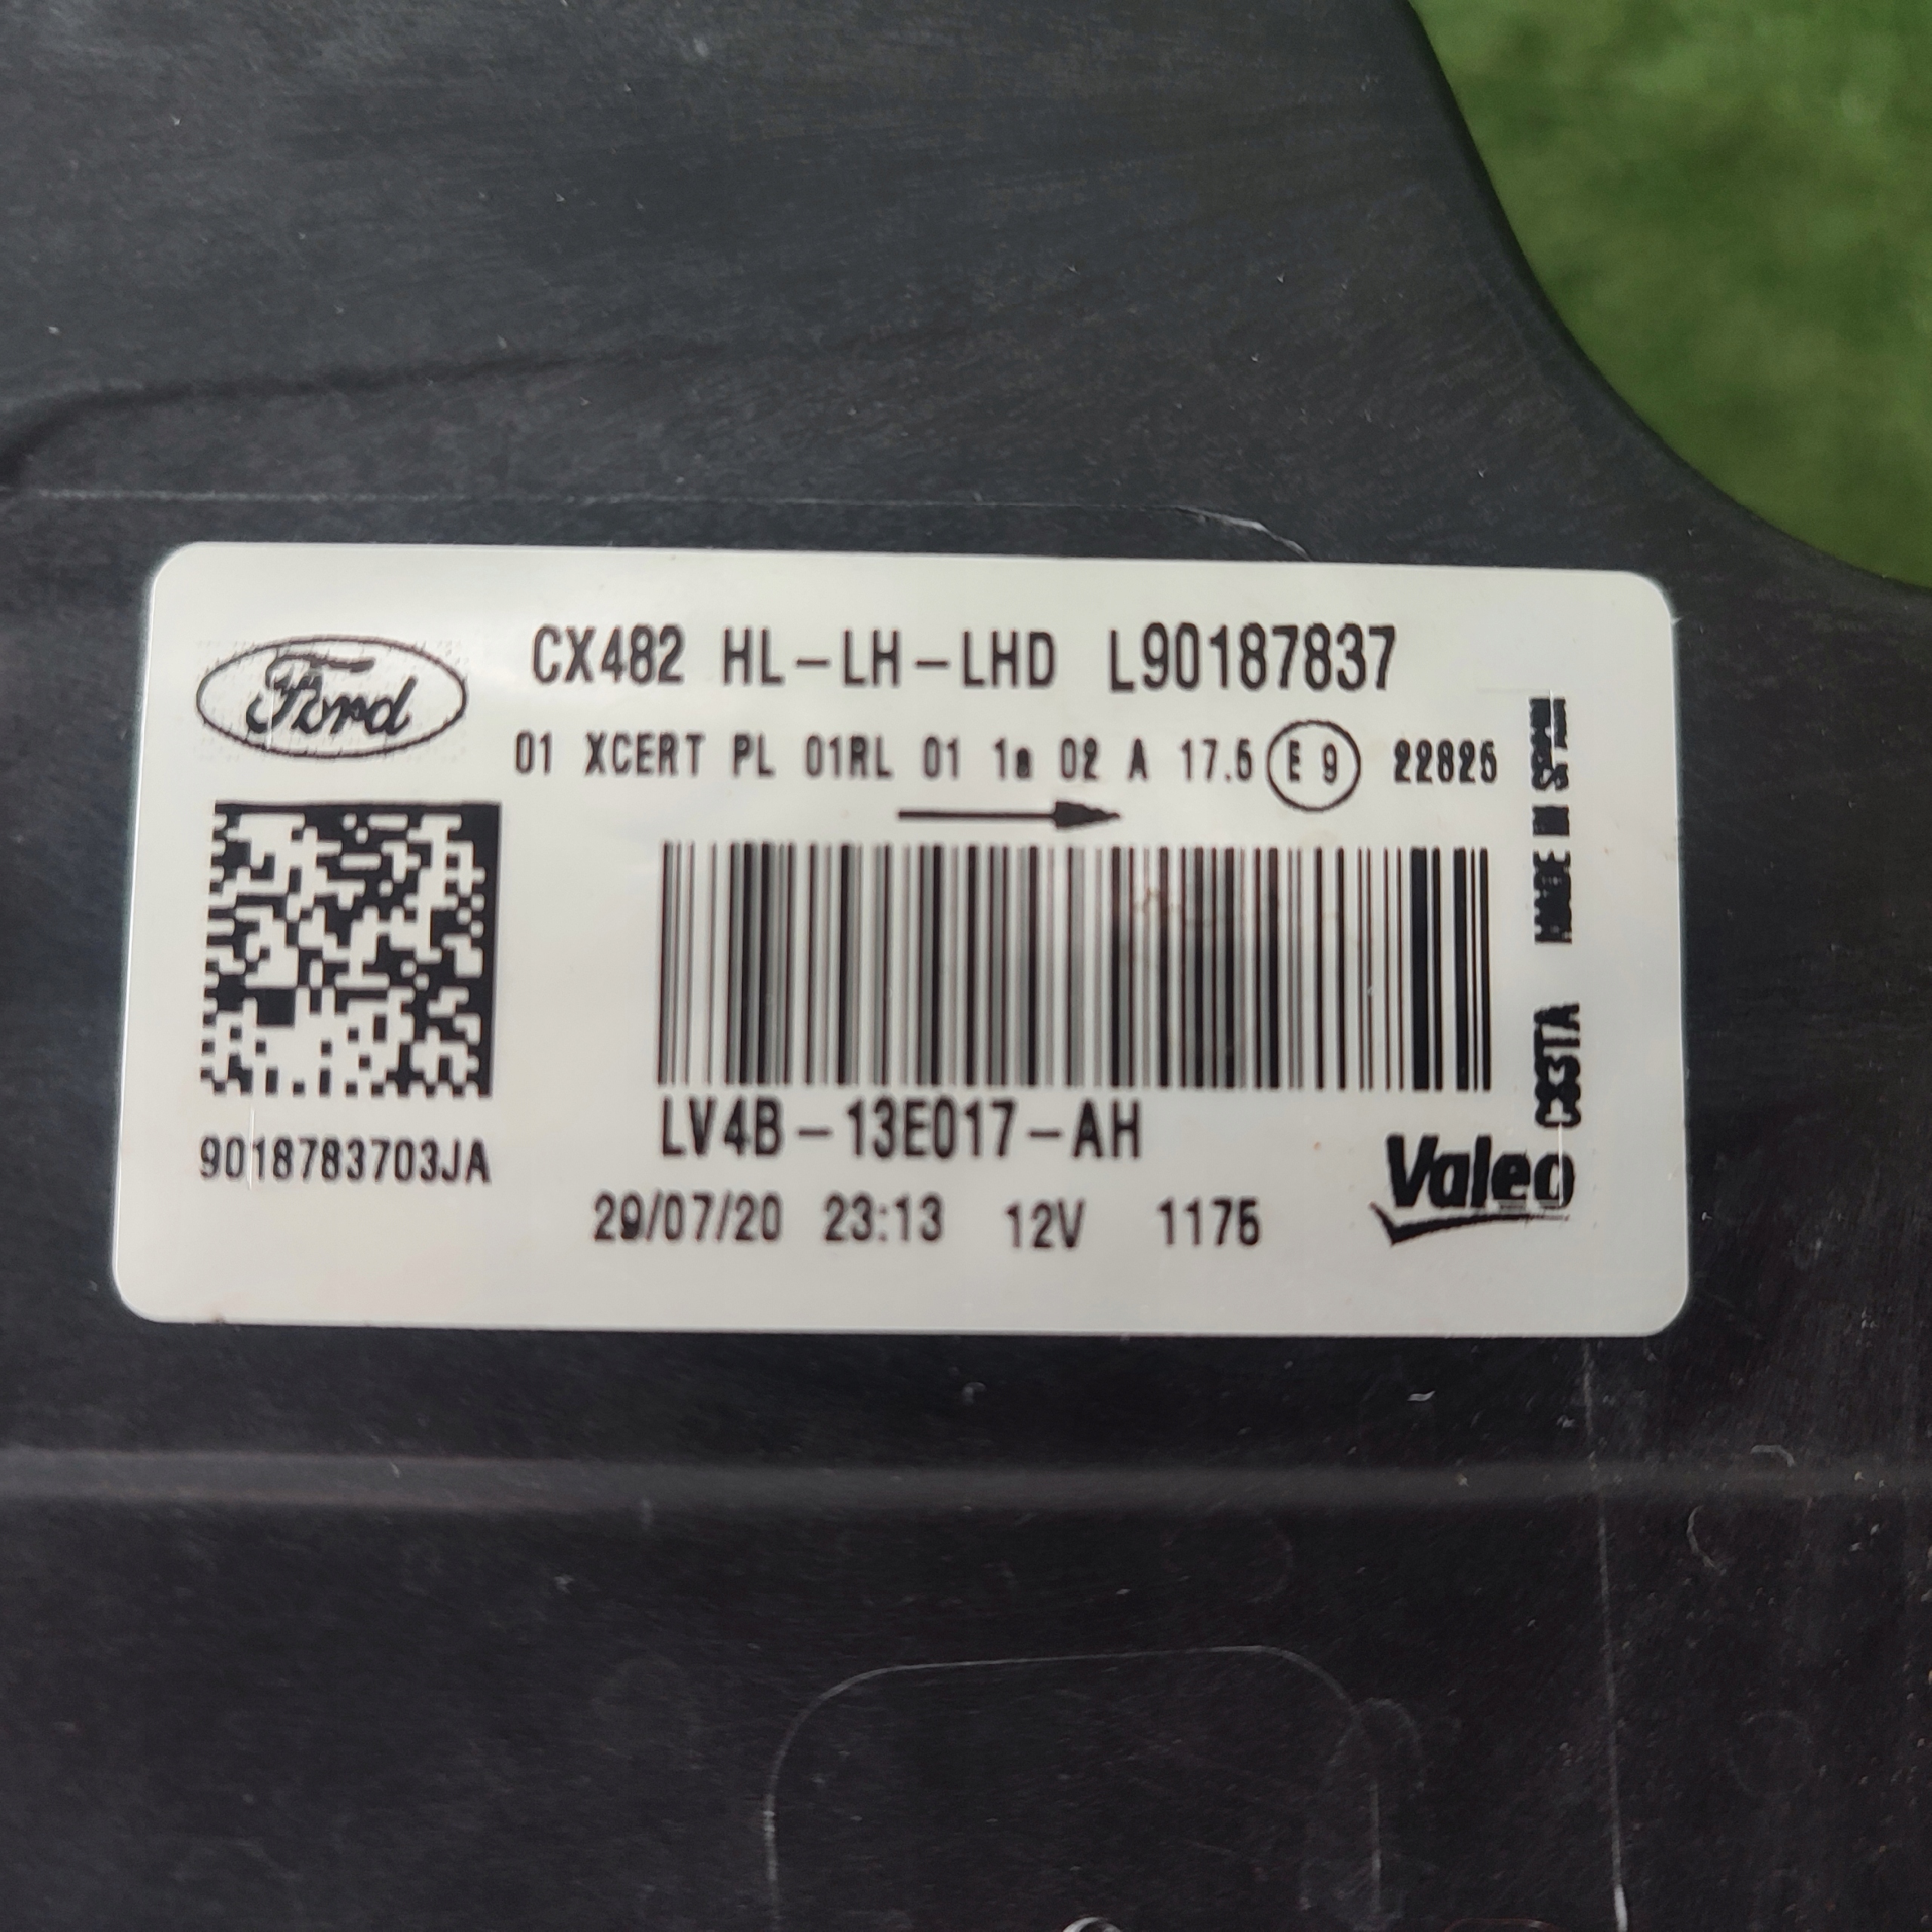 Ford
CX482 HL-LH-LHD L90187837
01 XCERT PL 01RL 01 1a 02 A 17.5 E 9 22825
LV4B-13E017-AH
9018783703JA
29/07/20 23:13 12V 1175
Valeo
MADE IN SPAIN